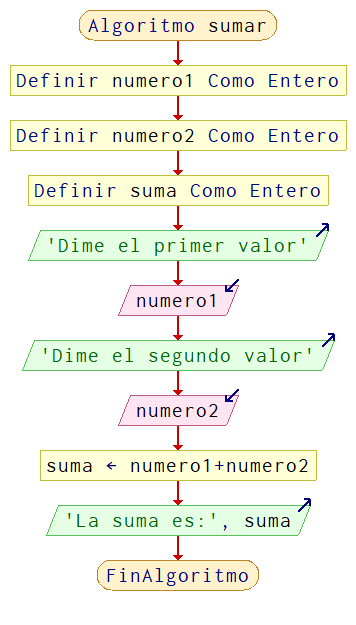 Algoritmo sumar
Definir numero1 Como Entero
Definir numero2 Como Entero
Definir suma Como Entero
'Dime el primer valor'
numero1
'Dime el segundo valor'
numero2
suma ← numero1+numero2
'La suma es:', suma
FinAlgoritmo